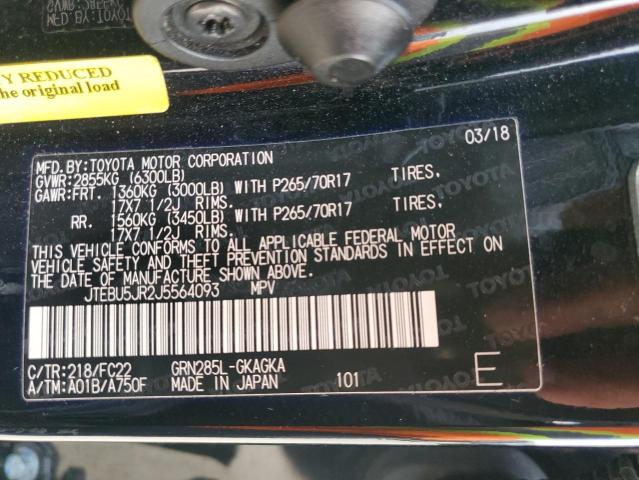 Y REDUCED
he original load
MFD.BY:TOYOTA MOTOR CORPORATION 03/18
GVWR:2855KG (6300LB)
GAWR:FRT. 1360KG (3000LB) WITH P265/70R17 TIRES,
17X7 1/2J RIMS.
RR. 1560KG (3450LB) WITH P265/70R17 TIRES,
17X7 1/2J RIMS.
THIS VEHICLE CONFORMS TO ALL APPLICABLE FEDERAL MOTOR
VEHICLE SAFETY AND THEFT PREVENTION STANDARDS IN EFFECT ON
THE DATE OF MANUFACTURE SHOWN ABOVE.
JTEBU5JR2J5564093 MPV
C/TR:218/FC22 GRN285L-GKAGKA
A/TM:A01B/A750F MADE IN JAPAN 101 E